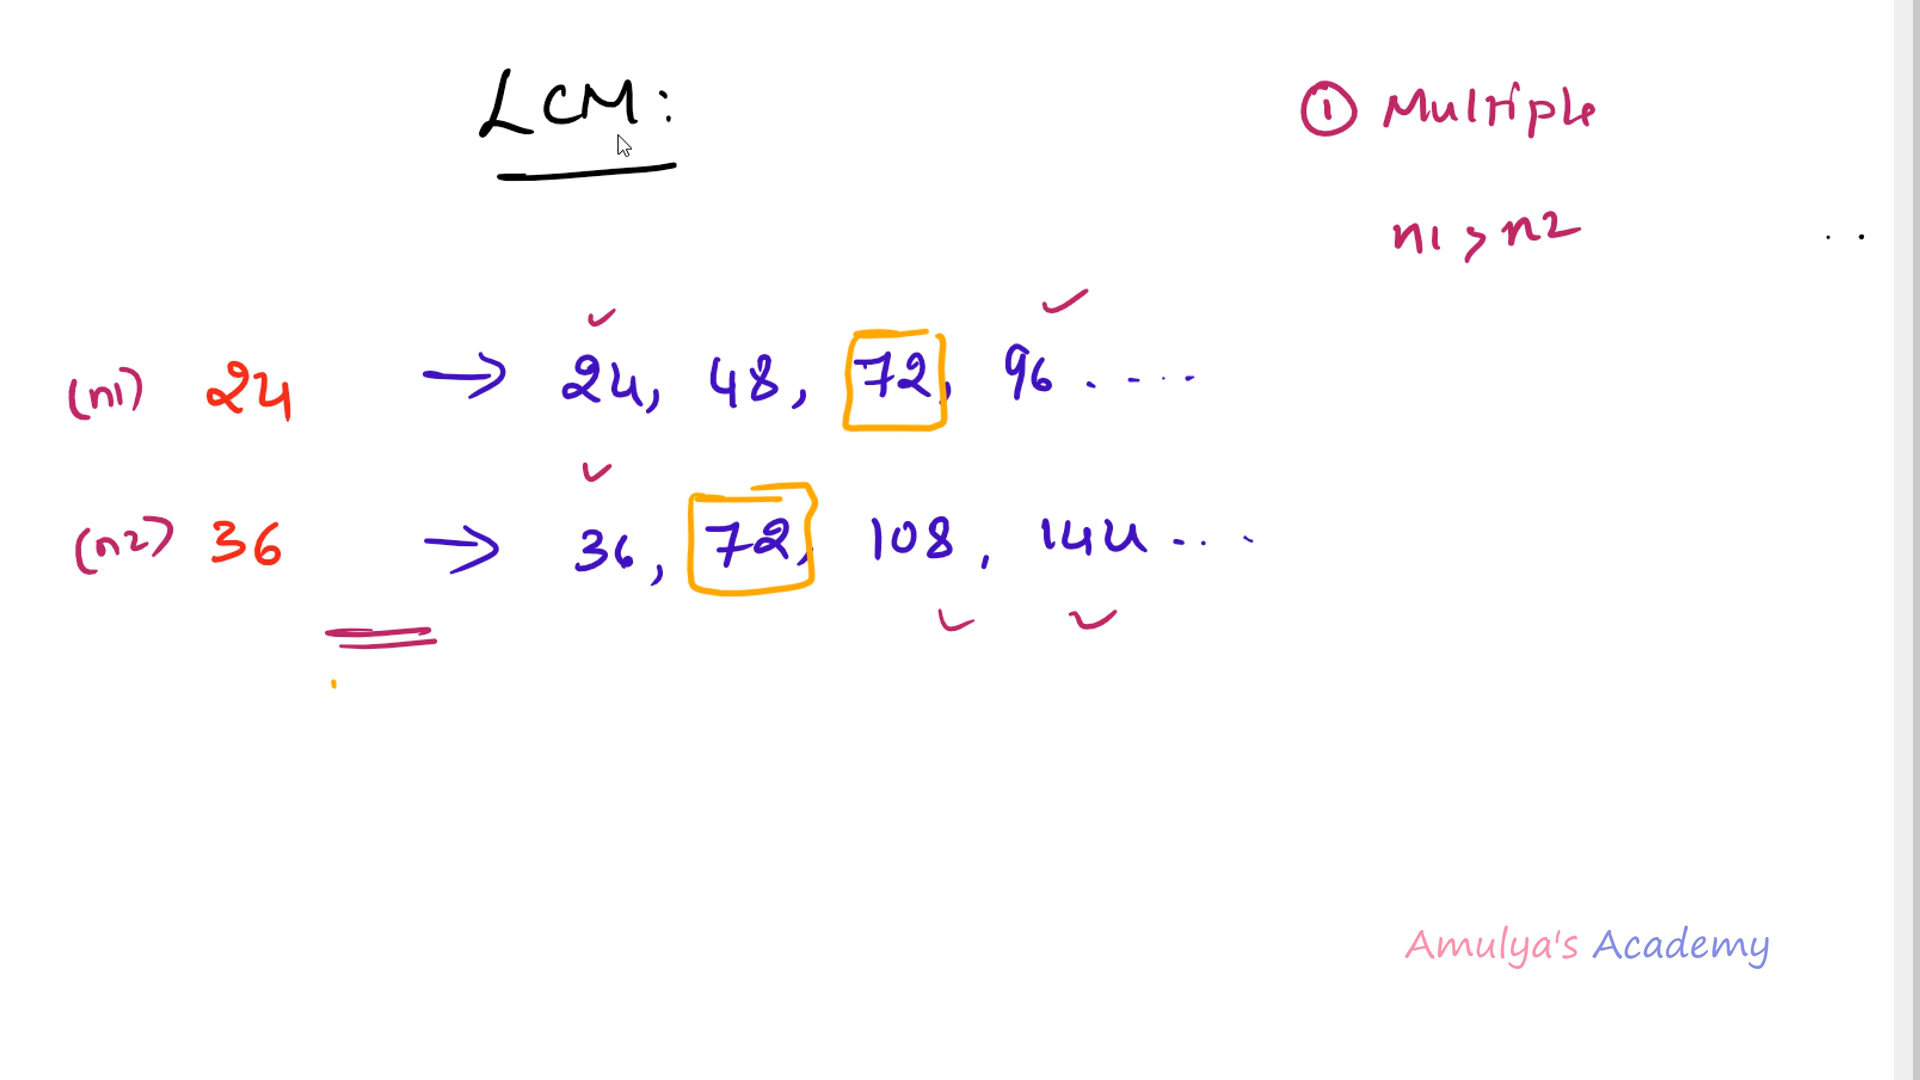 LCM:
① Multiple
n1 > n2
(n1) 24 → 24, 48, 72, 96 . . . .
(n2) 36 → 36, 72, 108, 144 . . .
Amulya's Academy